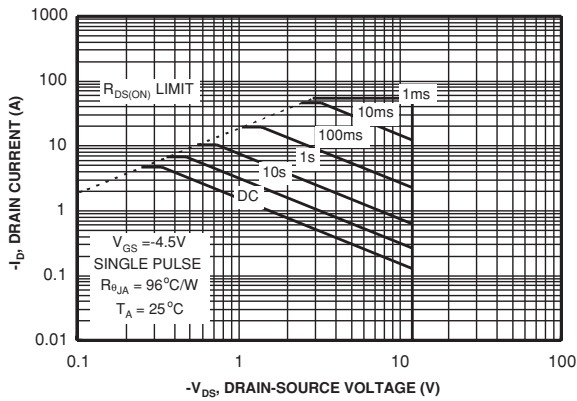 1000
100
10
1
0.1
0.01
-I_D, DRAIN CURRENT (A)
R_DS(ON) LIMIT
1ms
10ms
100ms
1s
10s
DC
V_GS =-4.5V
SINGLE PULSE
R_θJA = 96°C/W
T_A = 25°C
0.1 1 10 100
-V_DS, DRAIN-SOURCE VOLTAGE (V)